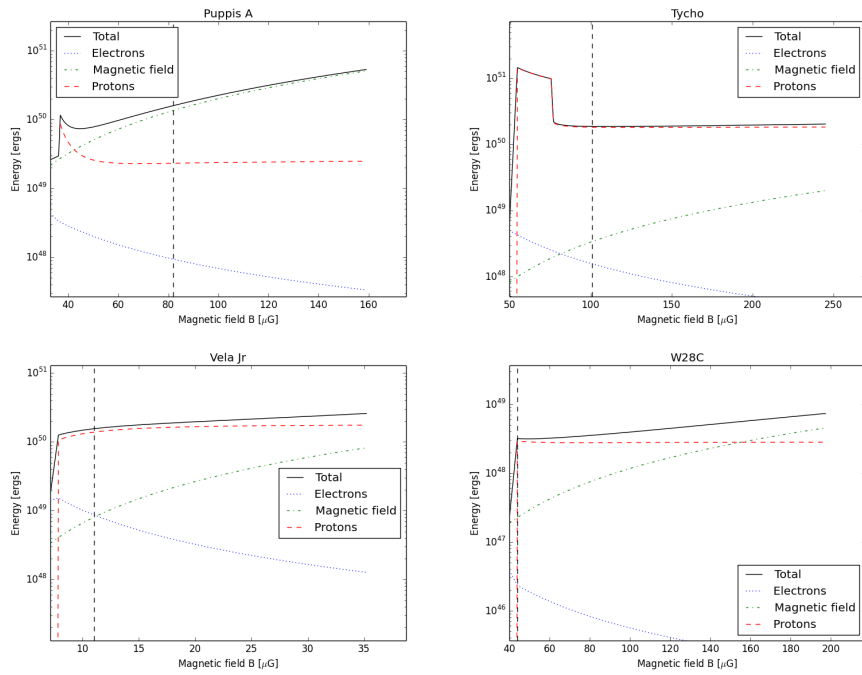 Puppis A
10^51
10^50
10^49
10^48
Energy [ergs]
Total
Electrons
Magnetic field
Protons
40 60 80 100 120 140 160
Magnetic field B [μG]
Tycho
10^51
10^50
10^49
10^48
Energy [ergs]
Total
Electrons
Magnetic field
Protons
50 100 150 200 250
Magnetic field B [μG]
Vela Jr
10^51
10^50
10^49
10^48
Energy [ergs]
Total
Electrons
Magnetic field
Protons
10 15 20 25 30 35
Magnetic field B [μG]
W28C
10^49
10^48
10^47
10^46
Energy [ergs]
Total
Electrons
Magnetic field
Protons
40 60 80 100 120 140 160 180 200
Magnetic field B [μG]